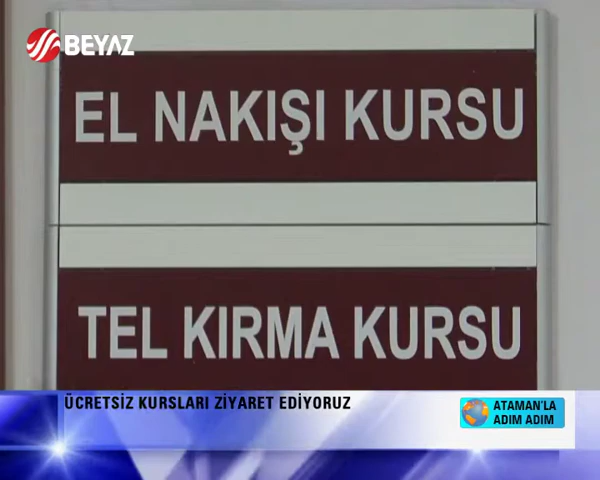 BEYAZ
EL NAKIŞI KURSU
TEL KIRMA KURSU
ÜCRETSİZ KURSLARI ZİYARET EDİYORUZ
ATAMAN'LA
ADIM ADIM